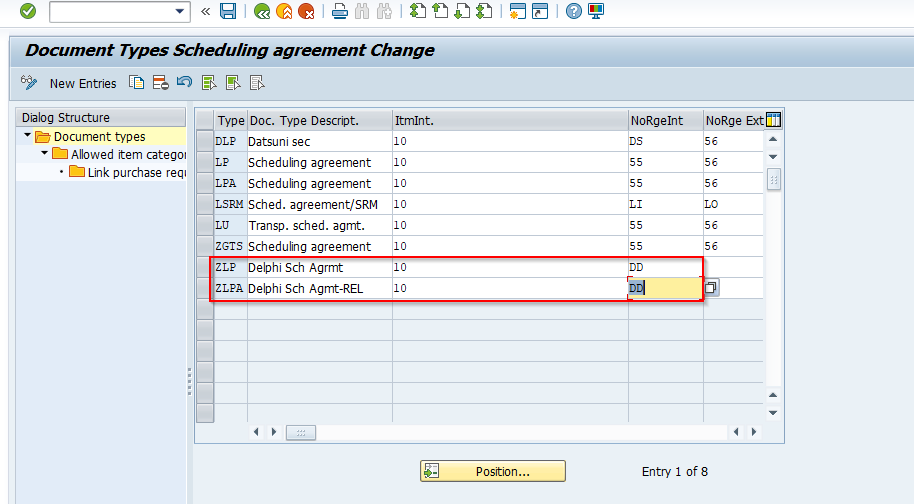 Document Types Scheduling agreement Change
New Entries
Dialog Structure
Document types
Allowed item categor
Link purchase requ
Type Doc. Type Descript. ItmInt. NoRgeInt NoRge Ext
DLP Datsuni sec 10 DS 56
LP Scheduling agreement 10 55 56
LPA Scheduling agreement 10 55 56
LSRM Sched. agreement/SRM 10 LI LO
LU Transp. sched. agmt. 10 55 56
ZGTS Scheduling agreement 10 55 56
ZLP Delphi Sch Agrmt 10 DD
ZLPA Delphi Sch Agmt-REL 10 DD
Position... Entry 1 of 8